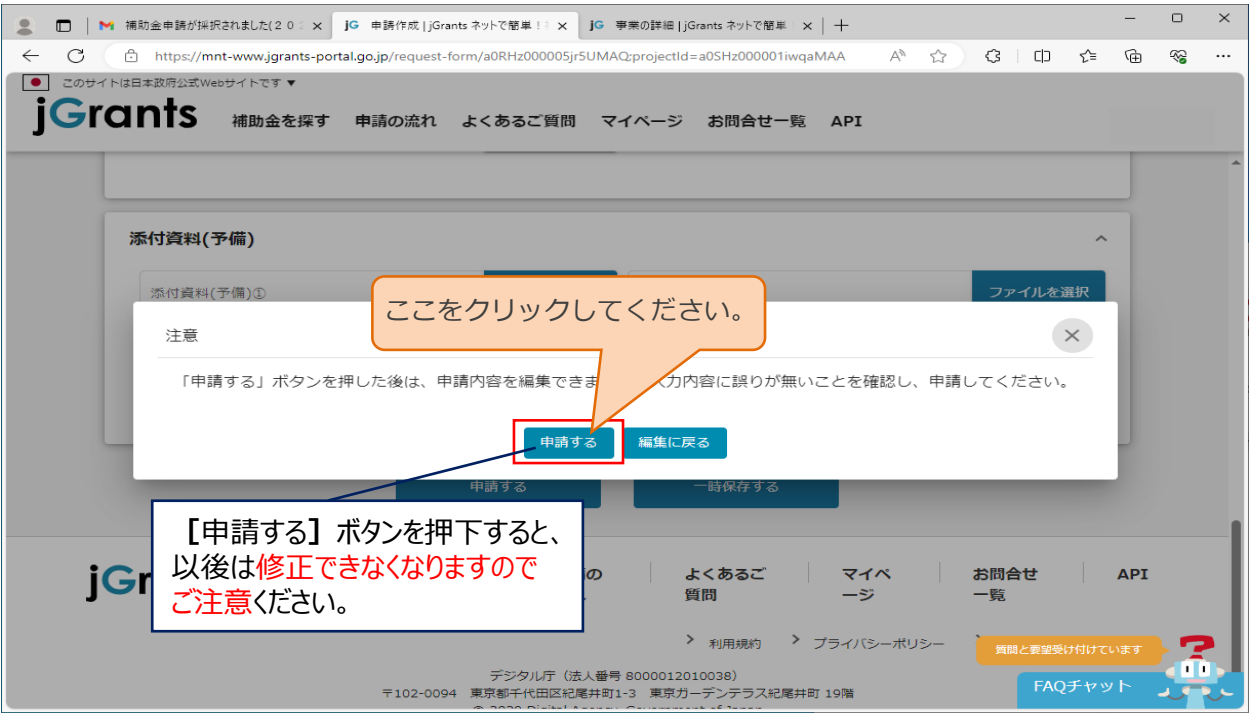 補助金申請が採択されました(２０
jG 申請作成 | jGrants ネットで簡単！
jG 事業の詳細 | jGrants ネットで簡単
https://mnt-www.jgrants-portal.go.jp/request-form/a0RHz000005jr5UMAQ;projectId=a0SHz000001iwqaMAA
このサイトは日本政府公式Webサイトです ▼
jGrants
補助金を探す 申請の流れ よくあるご質問 マイページ お問合せ一覧 API
添付資料(予備)
添付資料(予備)①
ファイルを選択
ここをクリックしてください。
注意
「申請する」ボタンを押した後は、申請内容を編集できま
力内容に誤りが無いことを確認し、申請してください。
申請する 編集に戻る
申請する 一時保存する
【申請する】ボタンを押下すると、
以後は修正できなくなりますので
ご注意ください。
jGr
の
よくあるご
質問
マイペ
ージ
お問合せ
一覧
API
利用規約 プライバシーポリシー
質問と要望受け付けています
FAQチャット
デジタル庁（法人番号 8000012010038）
〒102-0094 東京都千代田区紀尾井町1-3 東京ガーデンテラス紀尾井町 19階